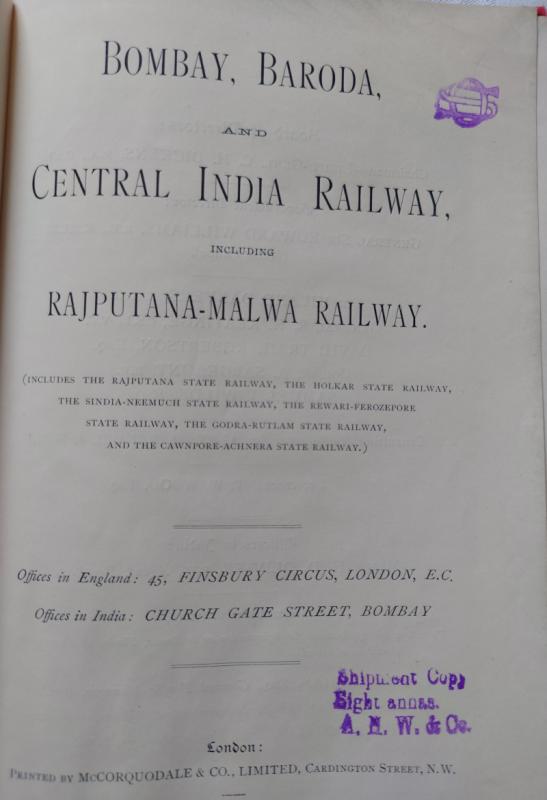 BOMBAY, BARODA,
AND
CENTRAL INDIA RAILWAY,
INCLUDING
RAJPUTANA-MALWA RAILWAY.
(INCLUDES THE RAJPUTANA STATE RAILWAY, THE HOLKAR STATE RAILWAY,
THE SINDIA-NEEMUCH STATE RAILWAY, THE REWARI-FEROZEPORE
STATE RAILWAY, THE GODRA-RUTLAM STATE RAILWAY,
AND THE CAWNPORE-ACHNERA STATE RAILWAY.)
Offices in England: 45, FINSBURY CIRCUS, LONDON, E.C.
Offices in India: CHURCH GATE STREET, BOMBAY
Shipment Copy
Eight annas.
A. H. W. & Co.
London:
PRINTED BY MCCORQUODALE & CO., LIMITED, CARDINGTON STREET, N.W.